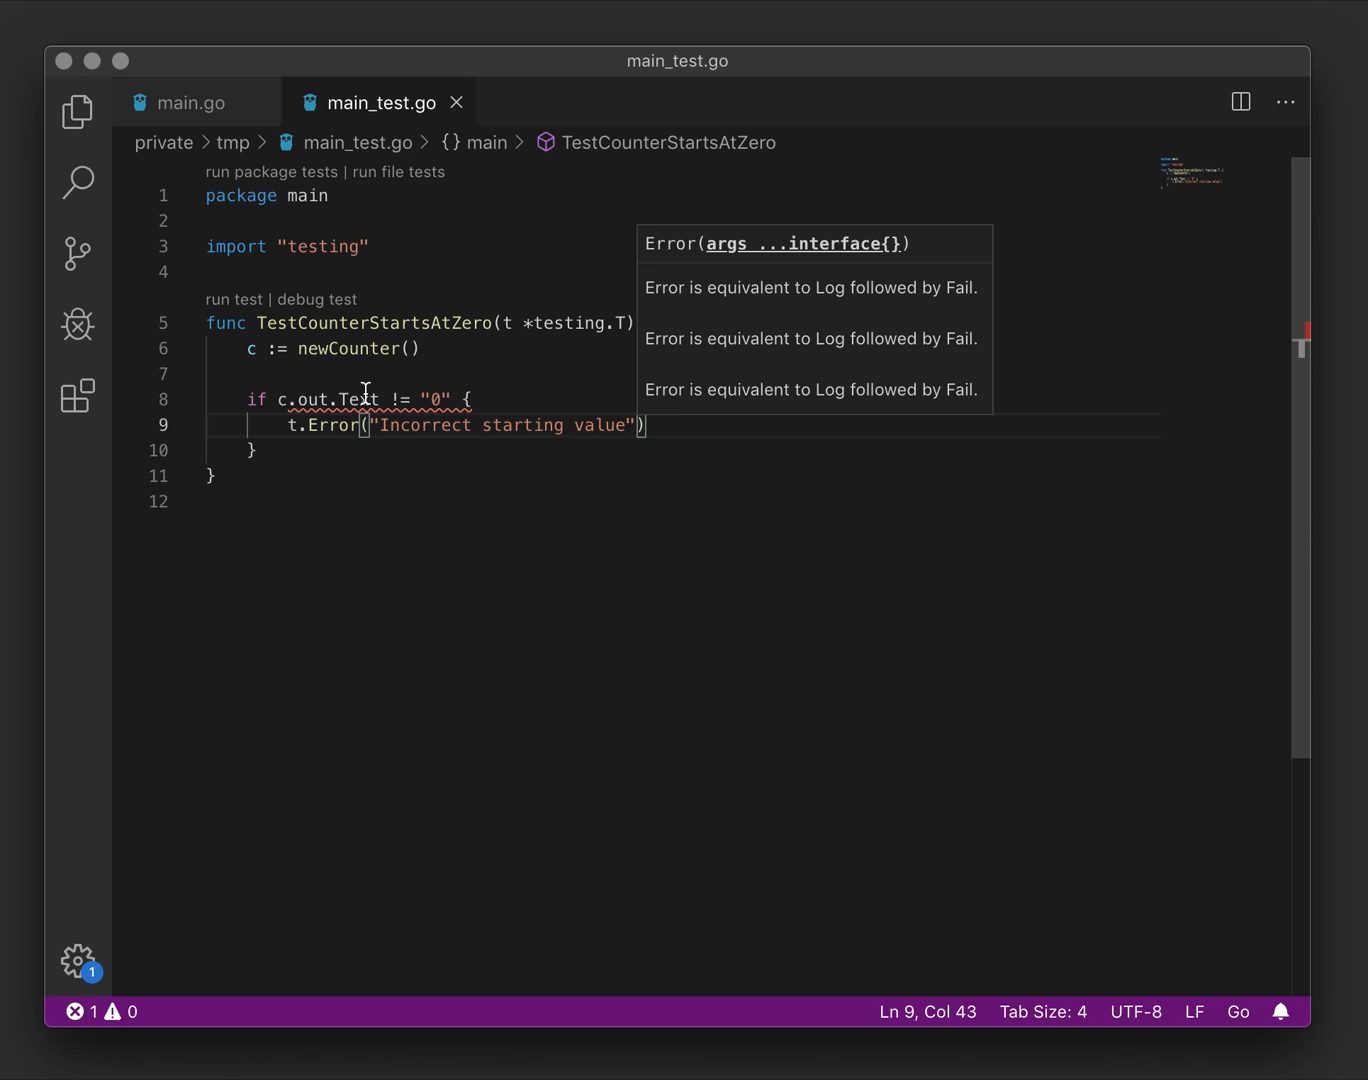 main_test.go
main.go
main_test.go
private > tmp > main_test.go > {} main > TestCounterStartsAtZero
run package tests | run file tests
1 package main
2
3 import "testing"
4
run test | debug test
5 func TestCounterStartsAtZero(t *testing.T)
6 c := newCounter()
7
8 if c.out.Text != "0" {
9 t.Error("Incorrect starting value")
10 }
11 }
12
Error(args ...interface{})
Error is equivalent to Log followed by Fail.
Error is equivalent to Log followed by Fail.
Error is equivalent to Log followed by Fail.
1
1 0 Ln 9, Col 43 Tab Size: 4 UTF-8 LF Go